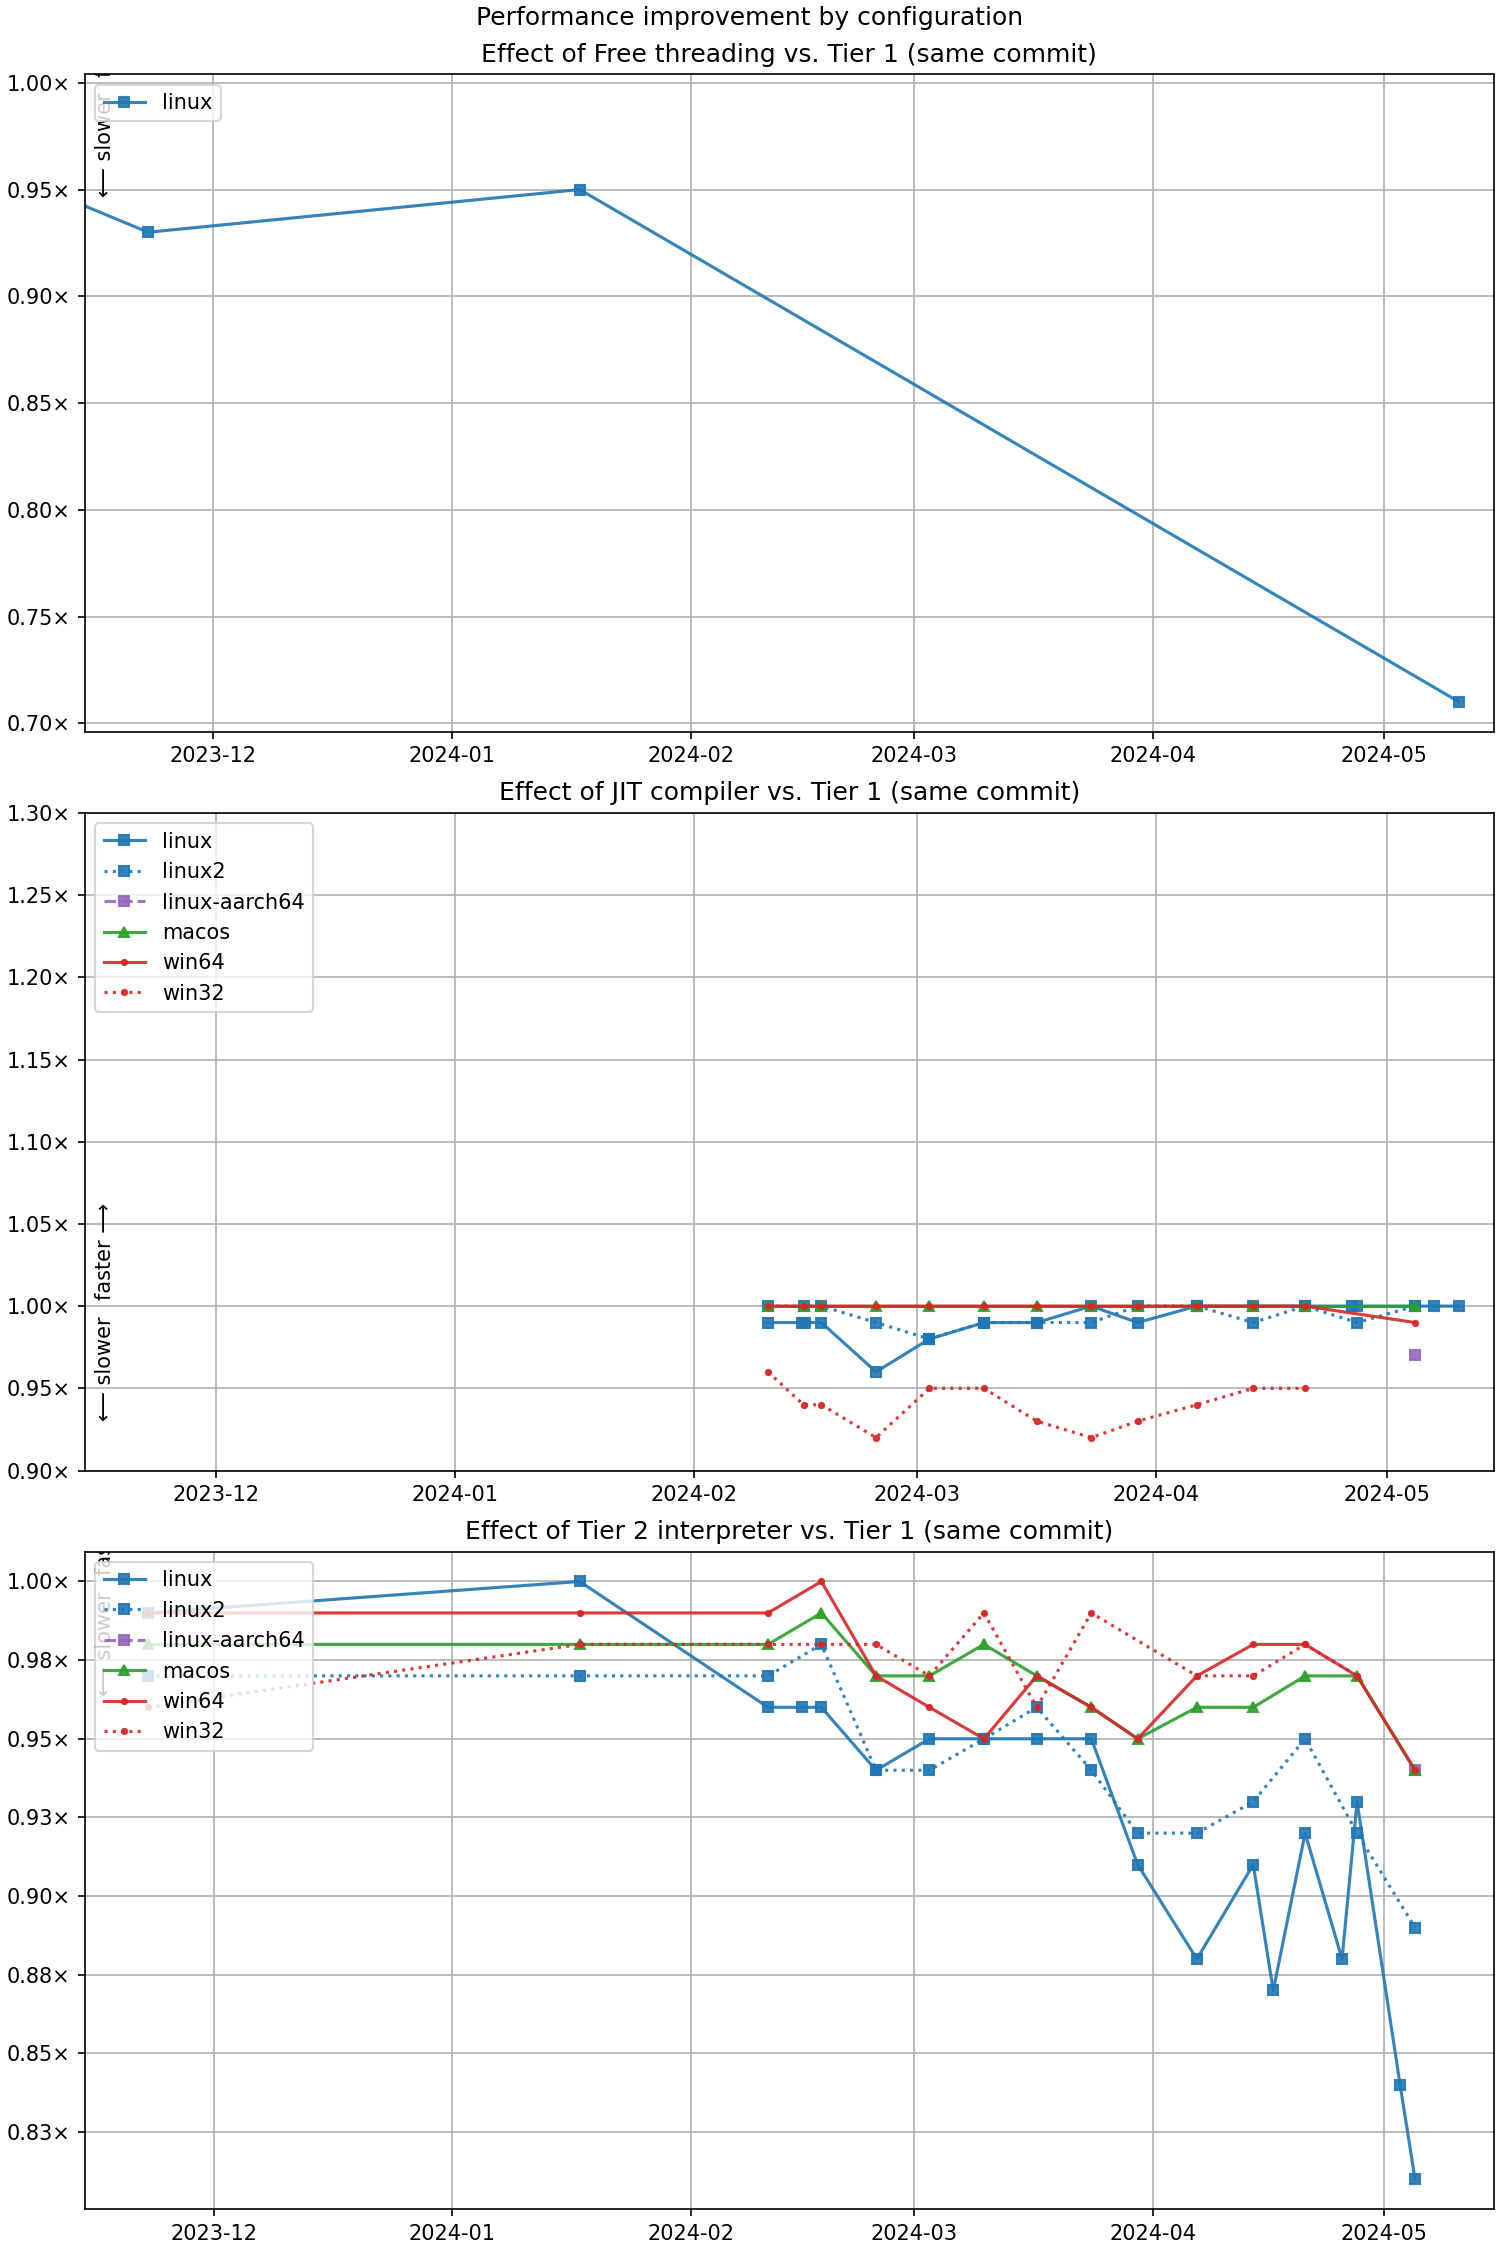 Performance improvement by configuration
Effect of Free threading vs. Tier 1 (same commit)
1.00×
0.95×
0.90×
0.85×
0.80×
0.75×
0.70×
linux
← slower
2023-12 2024-01 2024-02 2024-03 2024-04 2024-05
Effect of JIT compiler vs. Tier 1 (same commit)
1.30×
1.25×
1.20×
1.15×
1.10×
1.05×
1.00×
0.95×
0.90×
linux
linux2
linux-aarch64
macos
win64
win32
← slower faster →
2023-12 2024-01 2024-02 2024-03 2024-04 2024-05
Effect of Tier 2 interpreter vs. Tier 1 (same commit)
1.00×
0.98×
0.95×
0.93×
0.90×
0.88×
0.85×
0.83×
linux
linux2
linux-aarch64
macos
win64
win32
← slower
2023-12 2024-01 2024-02 2024-03 2024-04 2024-05